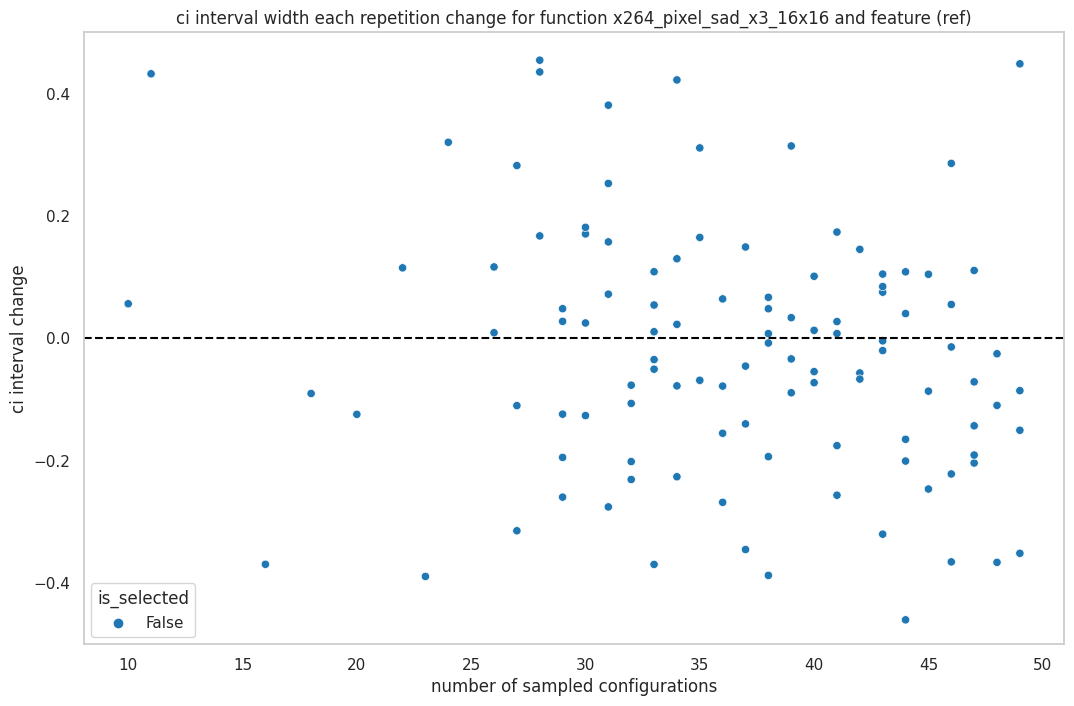 ci interval width each repetition change for function x264_pixel_sad_x3_16x16 and feature (ref)
ci interval change
0.4
0.2
0.0
−0.2
−0.4
is_selected
False
10 15 20 25 30 35 40 45 50
number of sampled configurations